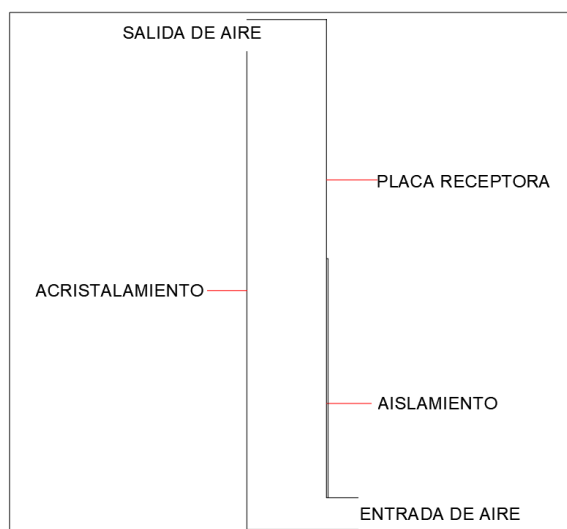 SALIDA DE AIRE
PLACA RECEPTORA
ACRISTALAMIENTO
AISLAMIENTO
ENTRADA DE AIRE